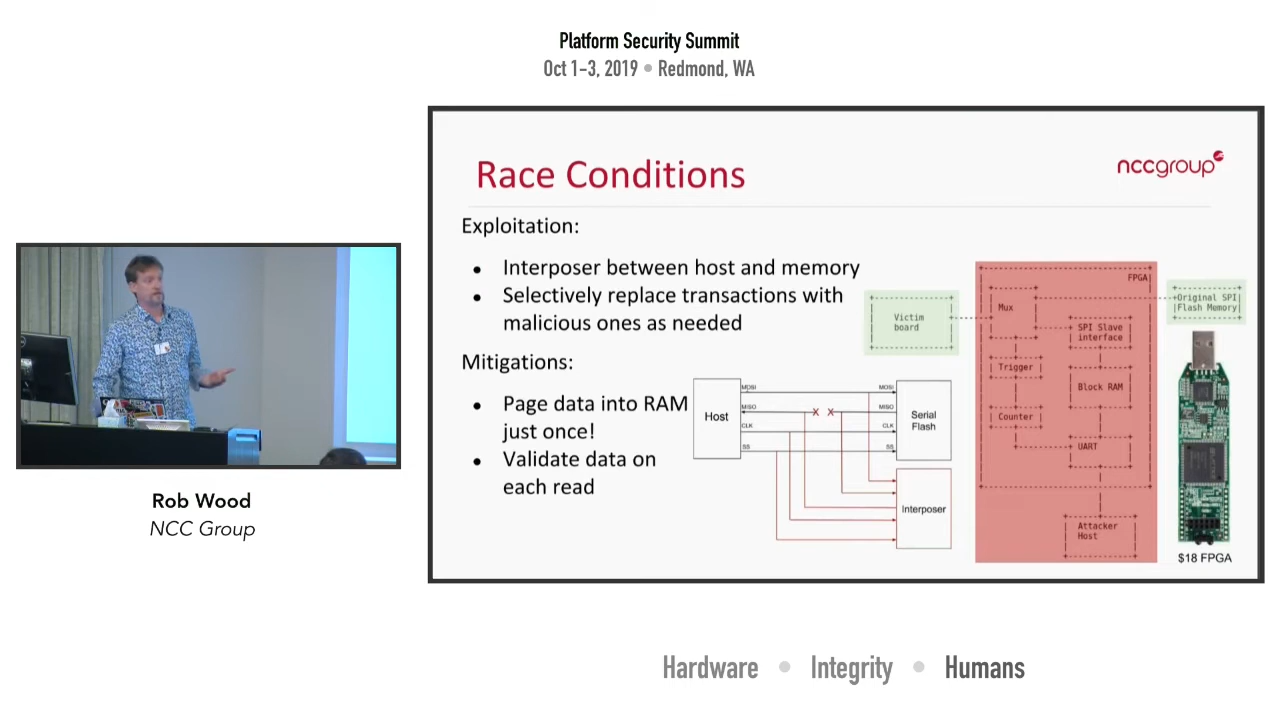 Platform Security Summit
Oct 1-3, 2019 • Redmond, WA
Race Conditions
nccgroup
Exploitation:
• Interposer between host and memory
• Selectively replace transactions with
malicious ones as needed
Mitigations:
• Page data into RAM
just once!
• Validate data on
each read
Host
MOSI
MISO
CLK
SS
X X
MOSI
MISO
CLK
SS
Serial
Flash
Interposer
Victim
board
FPGA
Mux
SPI Slave
interface
Trigger
Block RAM
Counter
UART
Attacker
Host
Original SPI
Flash Memory
$18 FPGA
Rob Wood
NCC Group
Hardware • Integrity • Humans